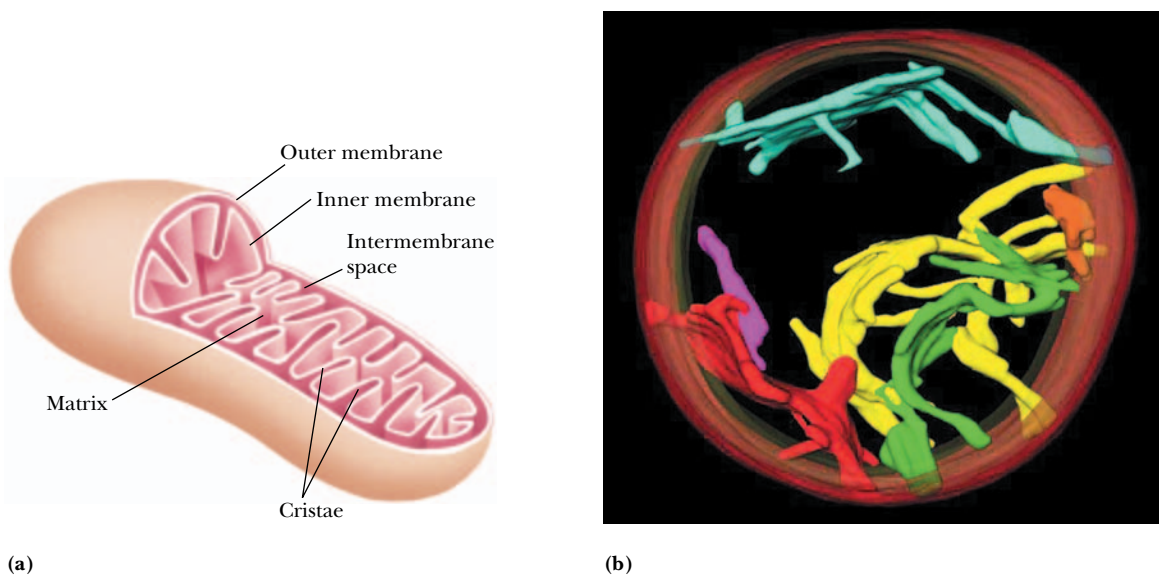 Outer membrane
Inner membrane
Intermembrane
space
Matrix
Cristae
(a)
(b)